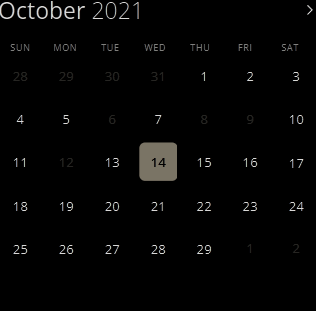 October 2021
SUN MON TUE WED THU FRI SAT
28 29 30 31 1 2 3
4 5 6 7 8 9 10
11 12 13 14 15 16 17
18 19 20 21 22 23 24
25 26 27 28 29 1 2